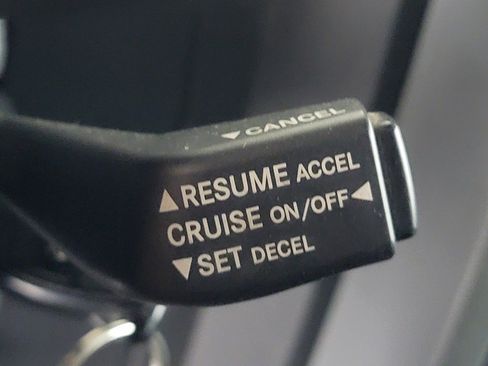 ▼CANCEL
▲RESUME ACCEL
CRUISE ON/OFF◀
▼SET DECEL